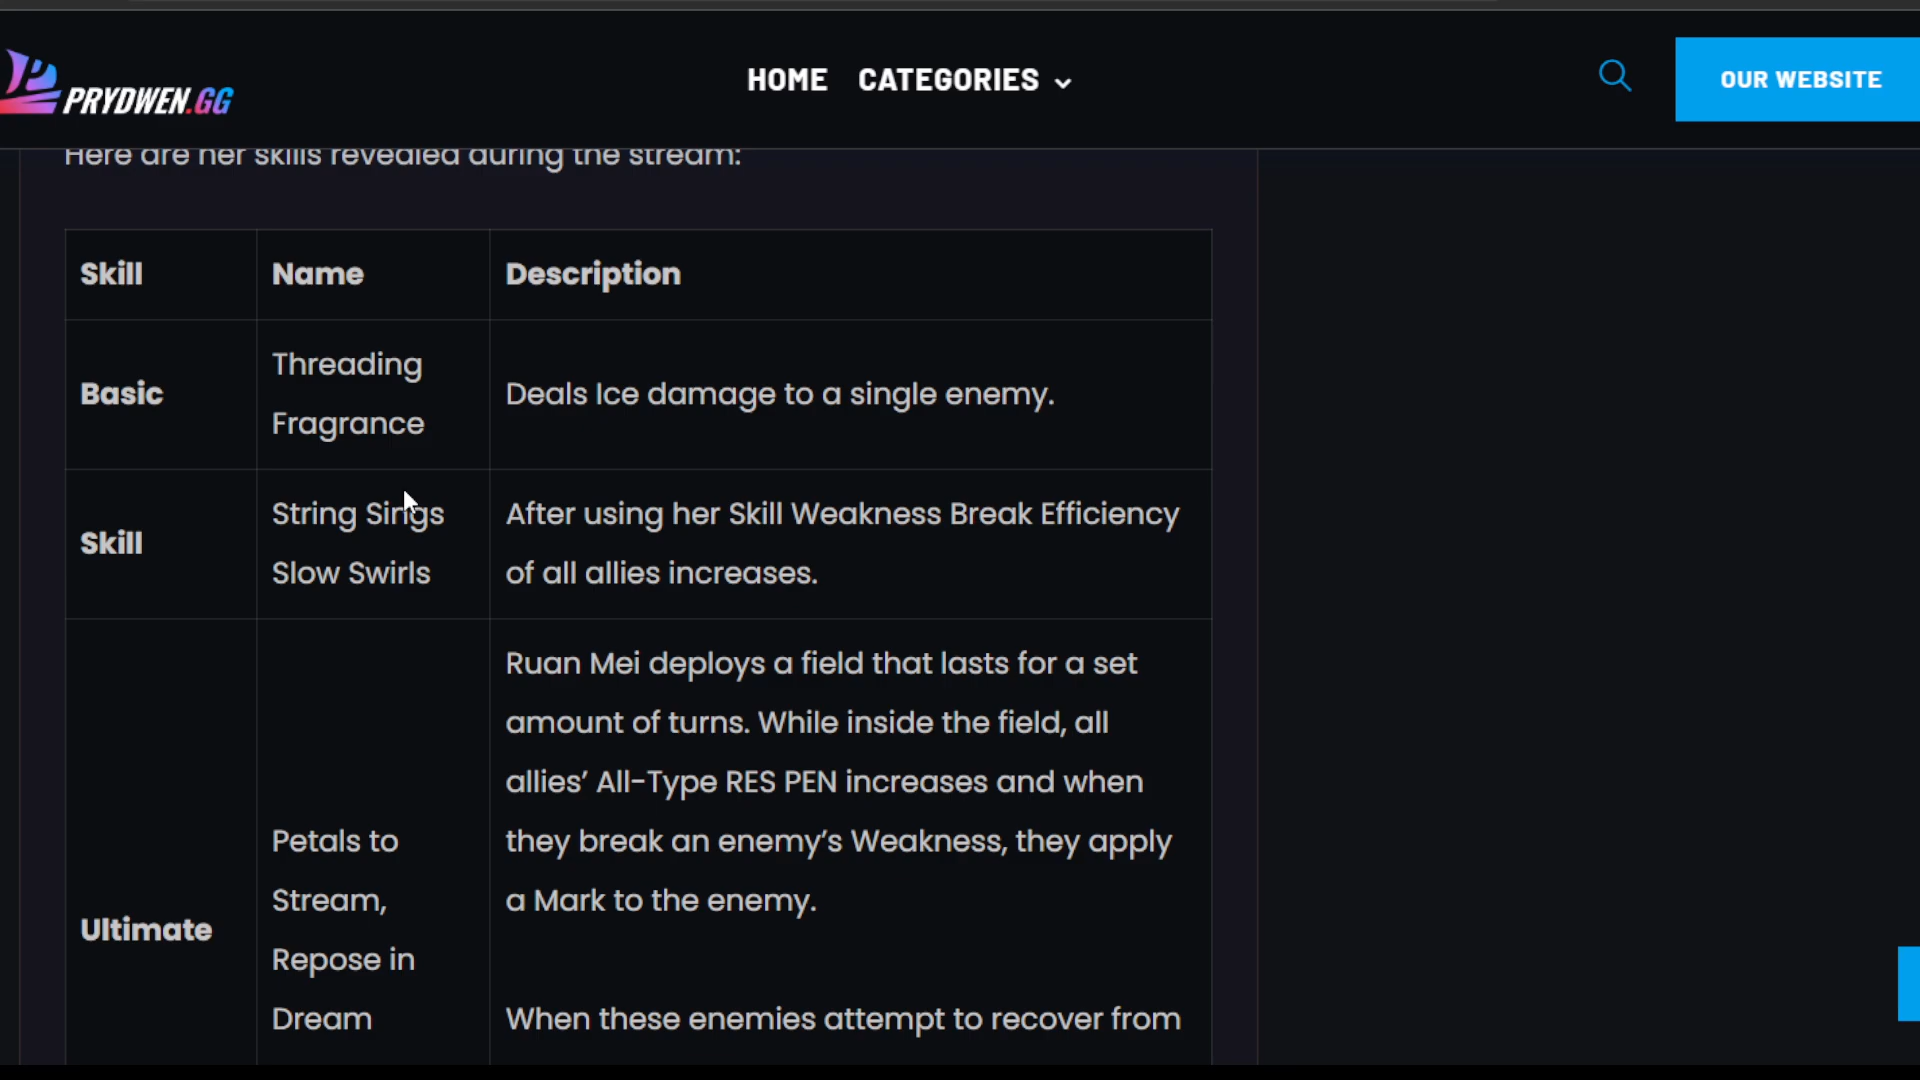 PRYDWEN.GG
HOME CATEGORIES
OUR WEBSITE
Here are her skills revealed during the stream:
Skill Name Description
Basic
Threading
Fragrance
Deals Ice damage to a single enemy.
Skill
String Sings
Slow Swirls
After using her Skill Weakness Break Efficiency
of all allies increases.
Ultimate
Petals to
Stream,
Repose in
Dream
Ruan Mei deploys a field that lasts for a set
amount of turns. While inside the field, all
allies’ All-Type RES PEN increases and when
they break an enemy’s Weakness, they apply
a Mark to the enemy.
When these enemies attempt to recover from